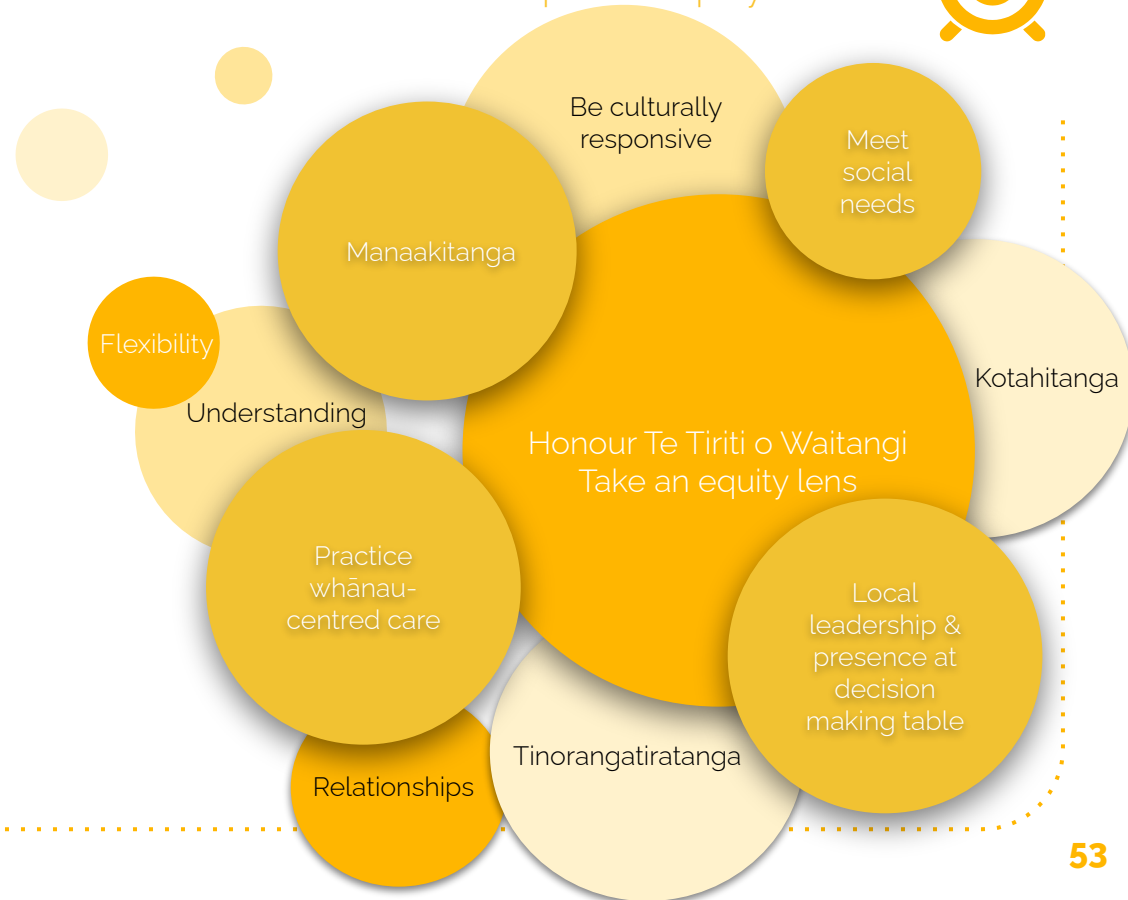 Be culturally
responsive
Meet
social
needs
Manaakitanga
Flexibility
Kotahitanga
Understanding
Honour Te Tiriti o Waitangi
Take an equity lens
Practice
whānau-
centred care
Local
leadership &
presence at
decision
making table
Tinorangatiratanga
Relationships
53